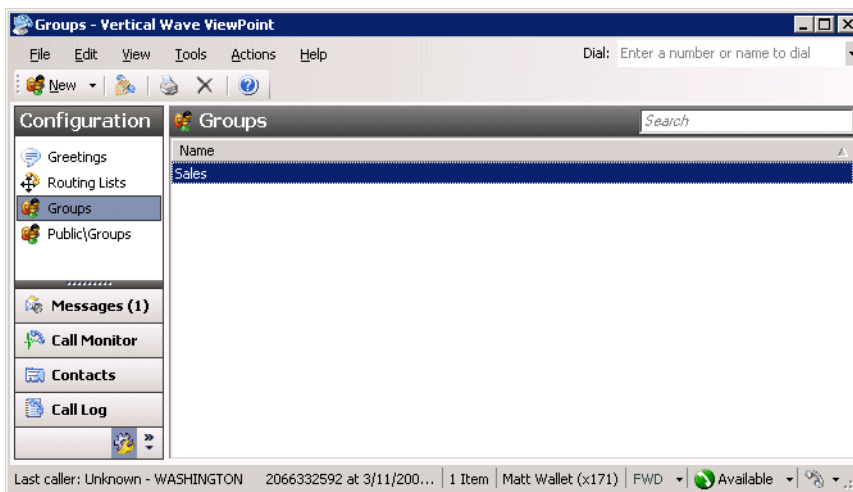 Groups - Vertical Wave ViewPoint
File Edit View Tools Actions Help Dial: Enter a number or name to dial
New
Configuration
Groups
Search
Greetings
Routing Lists
Groups
Public\Groups
Name
Sales
Messages (1)
Call Monitor
Contacts
Call Log
Last caller: Unknown - WASHINGTON 2066332592 at 3/11/200... 1 Item Matt Wallet (x171) FWD Available